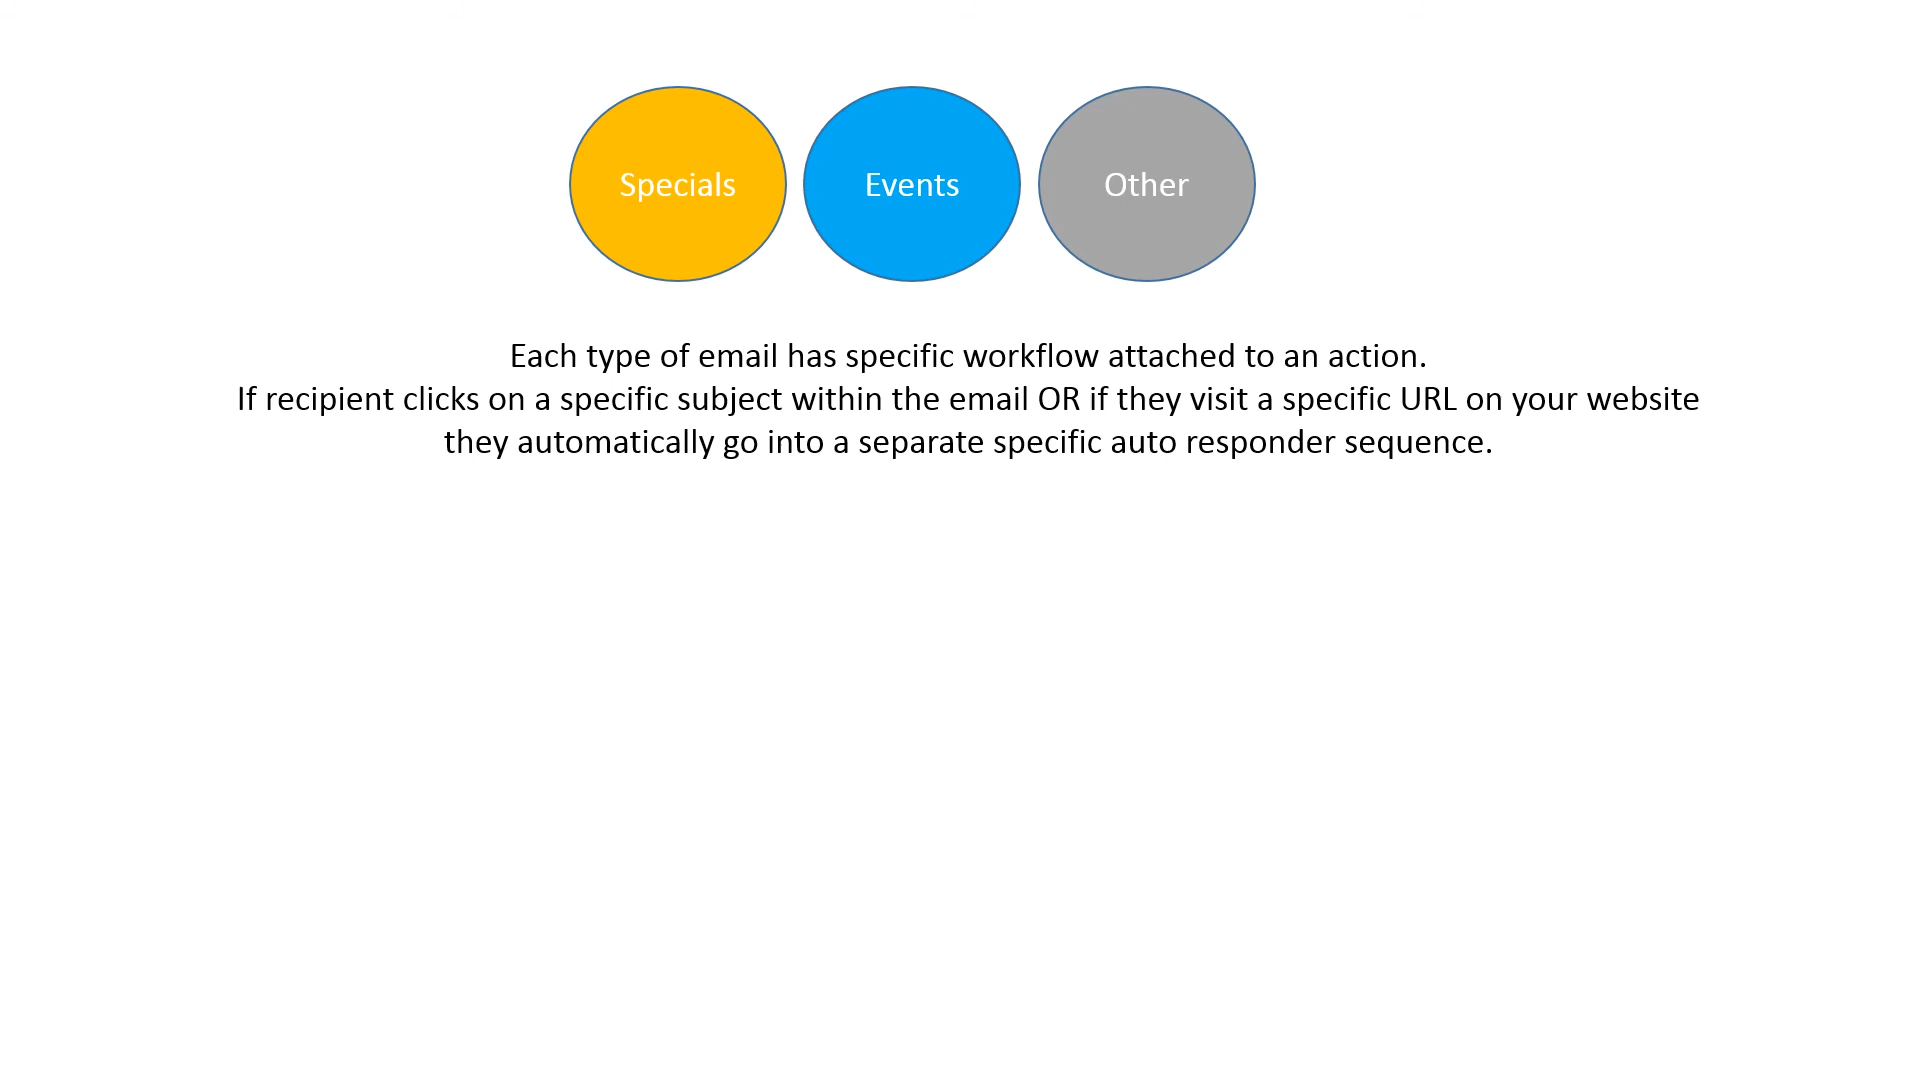 Specials
Events
Other
Each type of email has specific workflow attached to an action.
If recipient clicks on a specific subject within the email OR if they visit a specific URL on your website
they automatically go into a separate specific auto responder sequence.